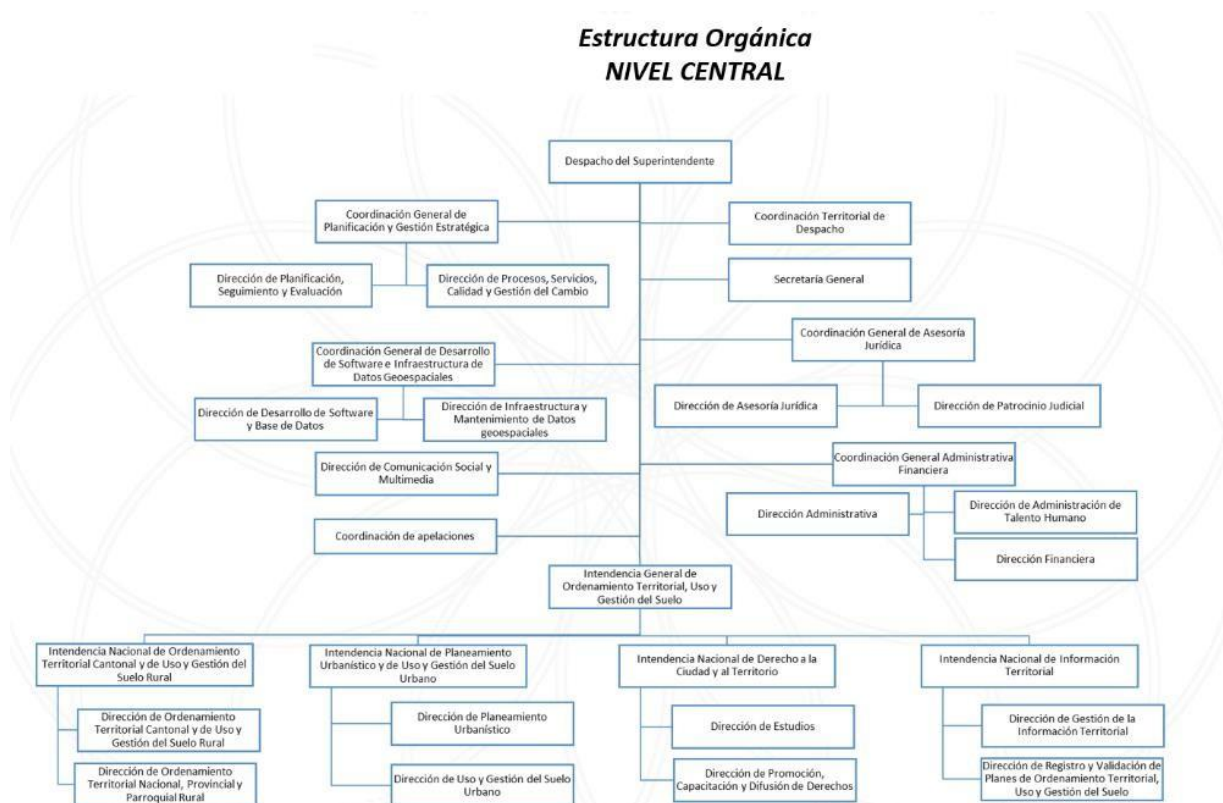 Estructura Orgánica
NIVEL CENTRAL
Despacho del Superintendente
Coordinación General de
Planificación y Gestión Estratégica
Coordinación Territorial de
Despacho
Dirección de Planificación,
Seguimiento y Evaluación
Dirección de Procesos, Servicios,
Calidad y Gestión del Cambio
Secretaría General
Coordinación General de Asesoría
Jurídica
Coordinación General de Desarrollo
de Software e Infraestructura de
Datos Geoespaciales
Dirección de Desarrollo de Software
y Base de Datos
Dirección de Infraestructura y
Mantenimiento de Datos
geoespaciales
Dirección de Asesoría Jurídica
Dirección de Patrocinio Judicial
Dirección de Comunicación Social y
Multimedia
Coordinación General Administrativa
Financiera
Dirección Administrativa
Dirección de Administración de
Talento Humano
Coordinación de apelaciones
Dirección Financiera
Intendencia General de
Ordenamiento Territorial, Uso y
Gestión del Suelo
Intendencia Nacional de Ordenamiento
Territorial Cantonal y de Uso y Gestión del
Suelo Rural
Intendencia Nacional de Planeamiento
Urbanístico y de Uso y Gestión del Suelo
Urbano
Intendencia Nacional de Derecho a la
Ciudad y al Territorio
Intendencia Nacional de Información
Territorial
Dirección de Ordenamiento
Territorial Cantonal y de Uso y
Gestión del Suelo Rural
Dirección de Planeamiento
Urbanístico
Dirección de Estudios
Dirección de Gestión de la
Información Territorial
Dirección de Ordenamiento
Territorial Nacional, Provincial y
Parroquial Rural
Dirección de Uso y Gestión del Suelo
Urbano
Dirección de Promoción,
Capacitación y Difusión de Derechos
Dirección de Registro y Validación de
Planes de Ordenamiento Territorial,
Uso y Gestión del Suelo